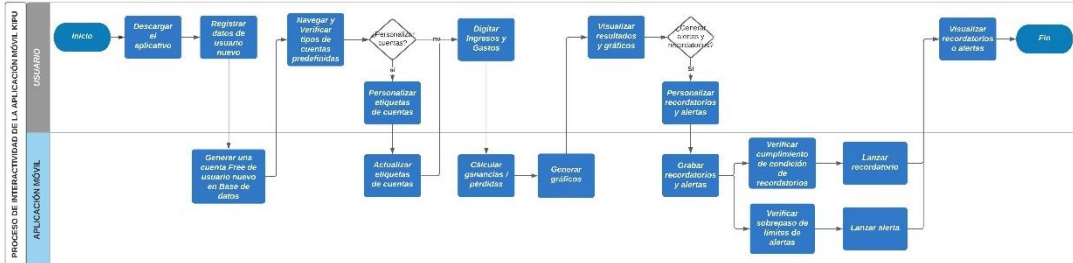 PROCESO DE INTERACTIVIDAD DE LA APLICACIÓN MÓVIL KIPU
USUARIO
Inicio
Descargar
el
aplicativo
Registrar
datos de
usuario
nuevo
Navegar y
Verificar
tipos de
cuentas
predefinidas
¿Personalizar
cuentas?
no
si
Personalizar
etiquetas
de cuentas
Digitar
Ingresos y
Gastos
Visualizar
resultados
y gráficos
¿Generar
alertas y
recordatorios?
Si
Personalizar
recordatorios
y alertas
Visualizar
recordatorios
o alertas
Fin
APLICACIÓN MÓVIL
Generar una
cuenta Free de
usuario nuevo
en Base de
datos
Actualizar
etiquetas
de cuentas
Cálcular
ganancias /
pérdidas
Generar
gráficos
Grabar
recordatorios
y alertas
Verificar
cumplimiento
de condición
de
recordatorios
Lanzar
recordatorio
Verificar
sobrepaso de
límites de
alertas
Lanzar alerta